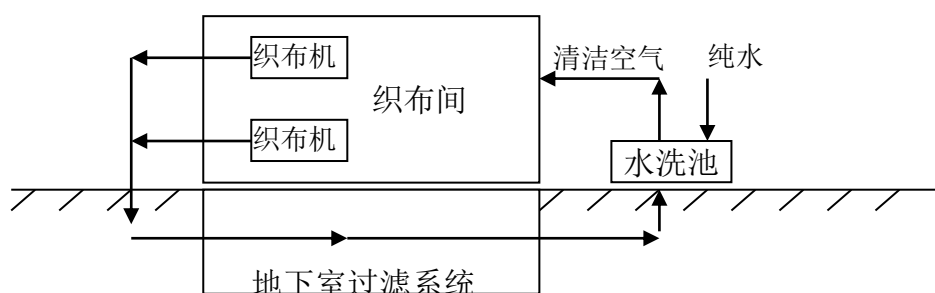 织布机
清洁空气
纯水
织布间
织布机
水洗池
地下室过滤系统